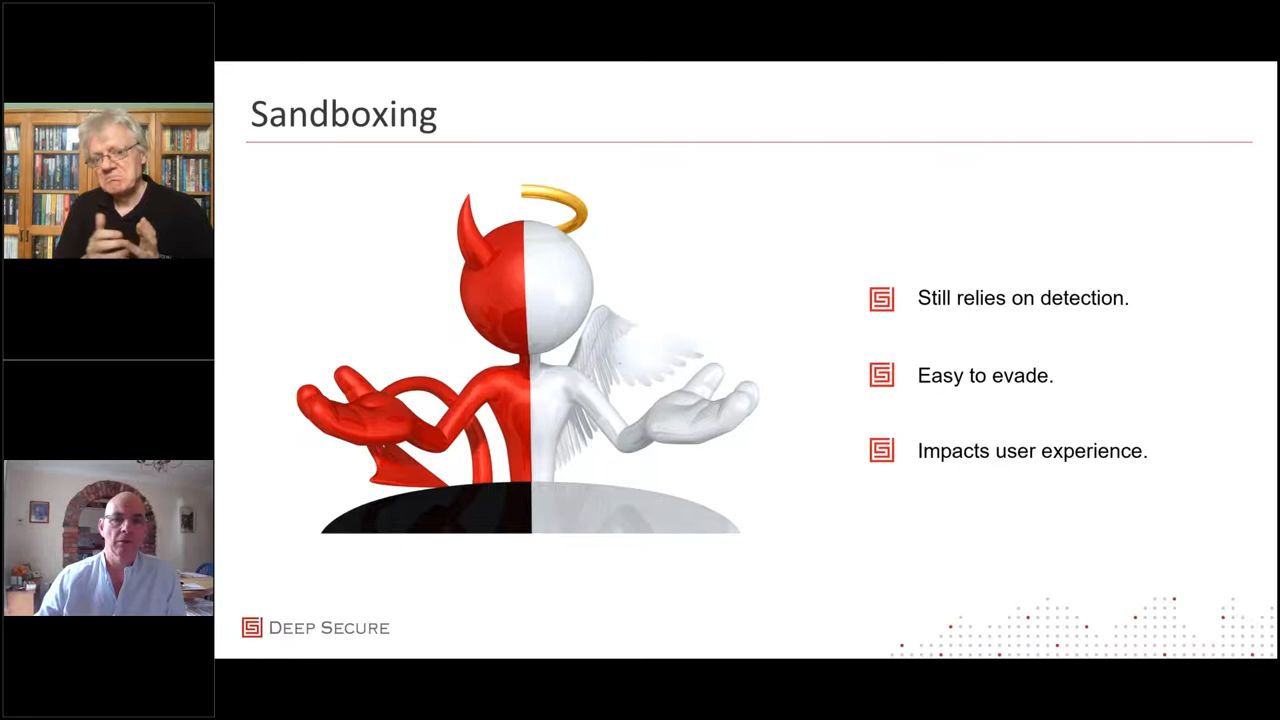 Sandboxing
Still relies on detection.
Easy to evade.
Impacts user experience.
DEEP SECURE